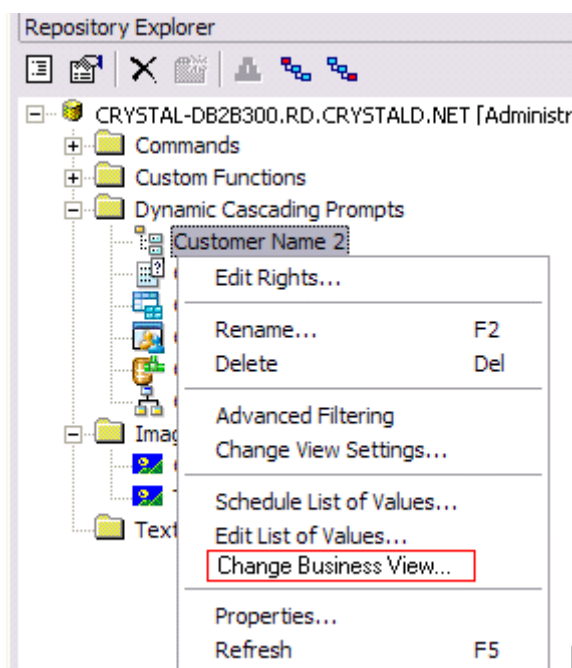 Repository Explorer
CRYSTAL-DB2B300.RD.CRYSTALD.NET [Administr
Commands
Custom Functions
Dynamic Cascading Prompts
Customer Name 2
Edit Rights...
Rename... F2
Delete Del
Advanced Filtering
Imag
Change View Settings...
Schedule List of Values...
Text
Edit List of Values...
Change Business View...
Properties...
Refresh F5